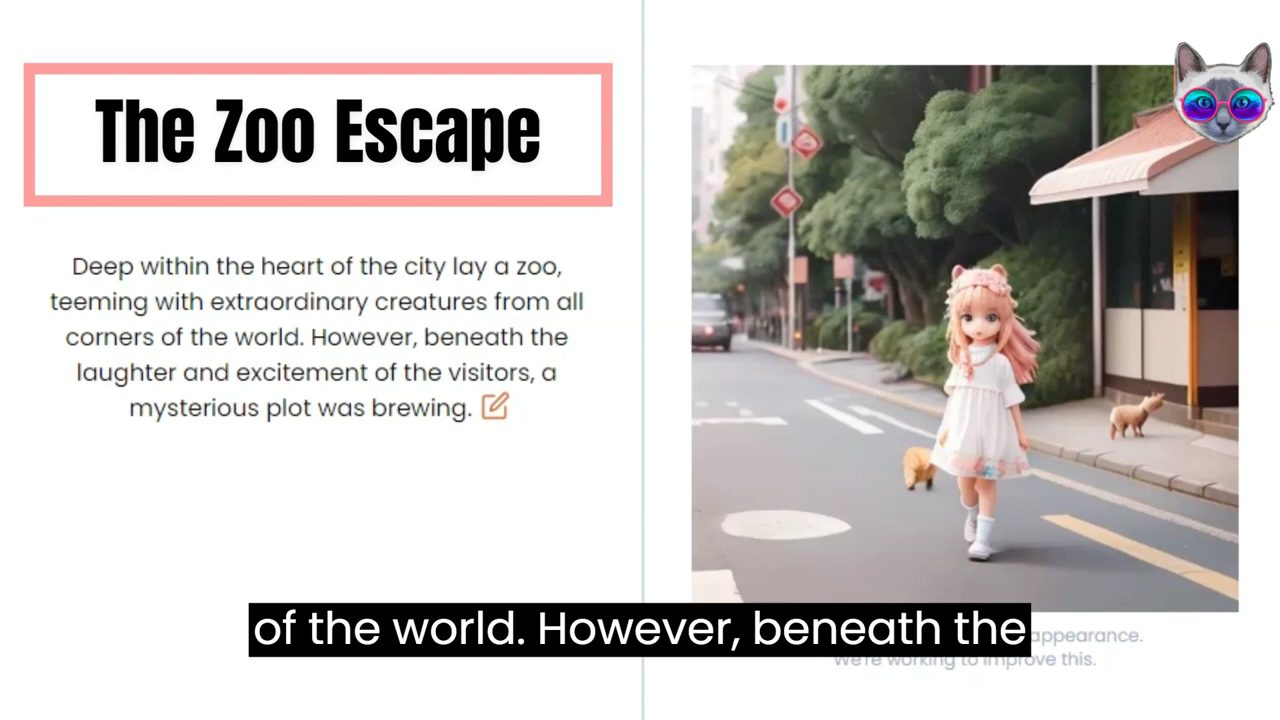 The Zoo Escape
Deep within the heart of the city lay a zoo,
teeming with extraordinary creatures from all
corners of the world. However, beneath the
laughter and excitement of the visitors, a
mysterious plot was brewing.
of the world. However, beneath the
appearance.
We're working to improve this.